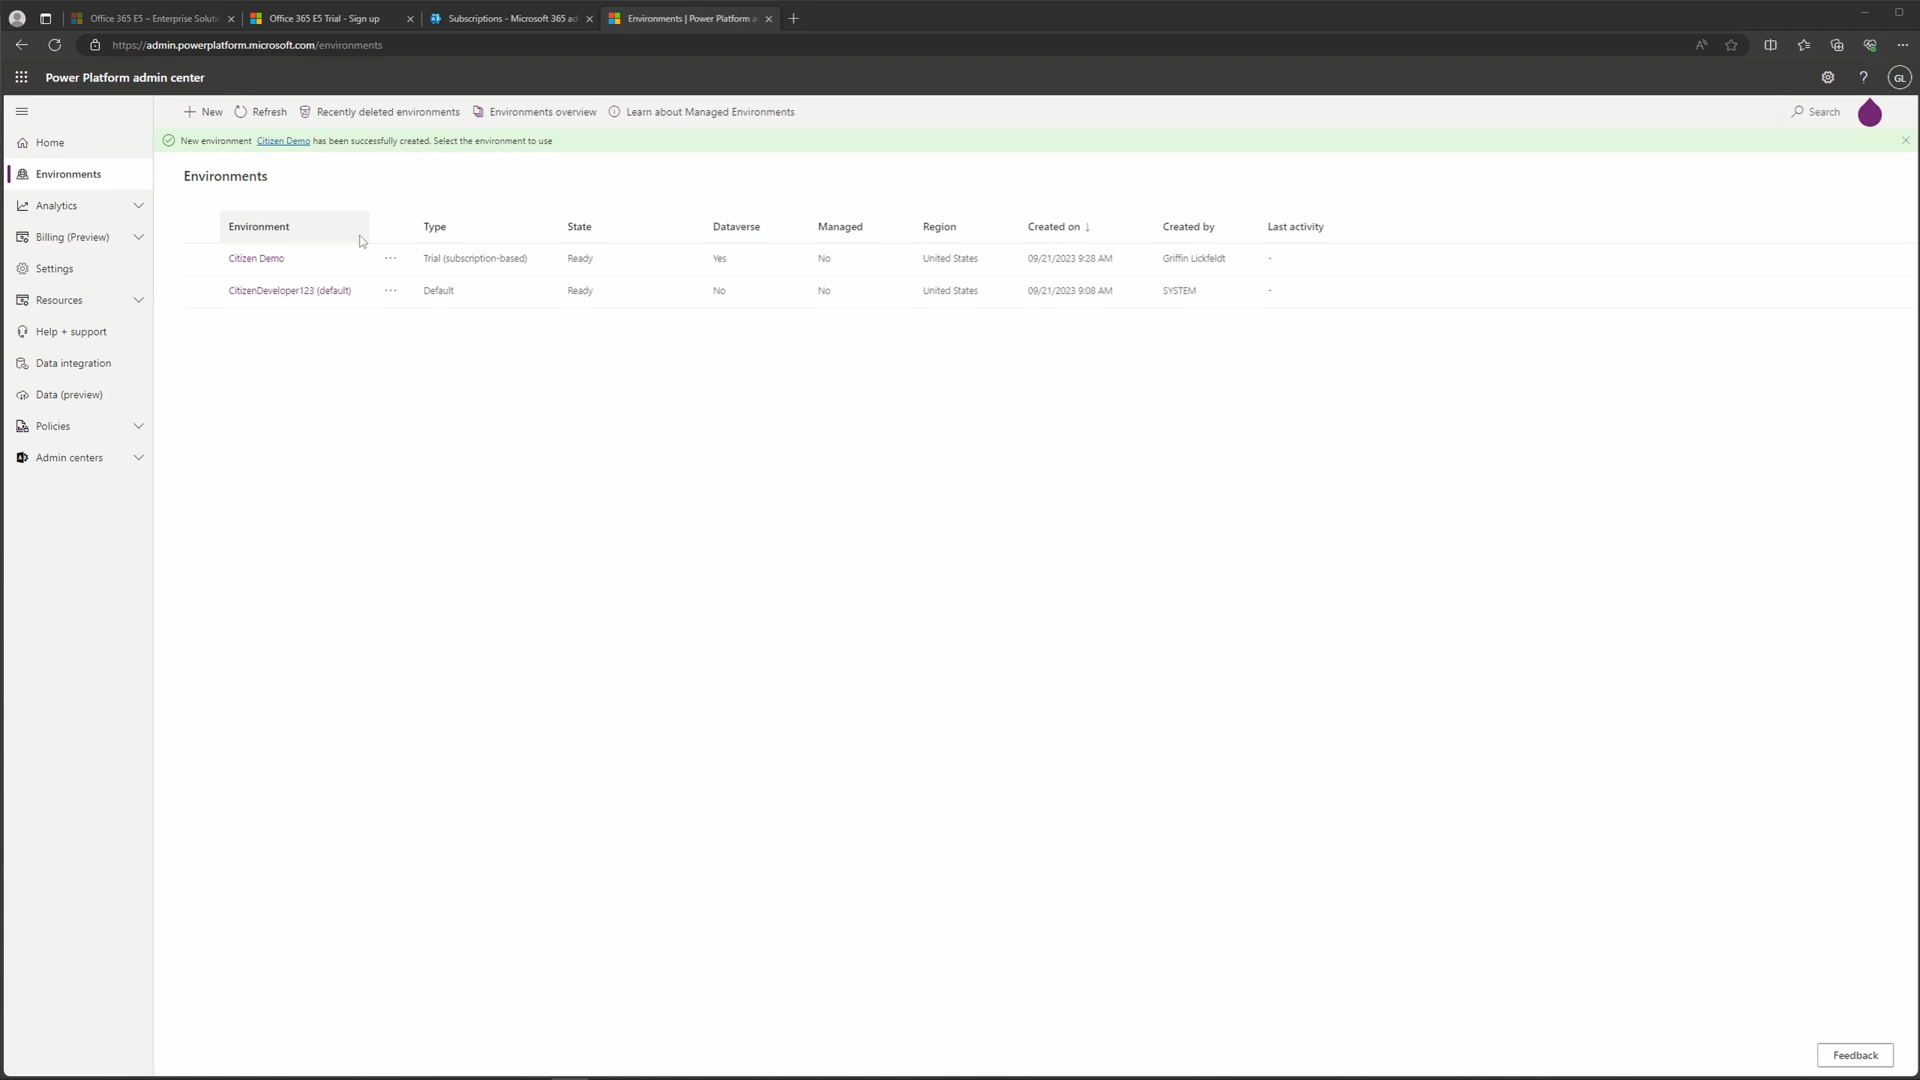 Office 365 E5 – Enterprise Soluti
Office 365 E5 Trial - Sign up
Subscriptions - Microsoft 365 ad
Environments | Power Platform a
https://admin.powerplatform.microsoft.com/environments
Power Platform admin center
? GL
New Refresh Recently deleted environments Environments overview Learn about Managed Environments Search
New environment Citizen Demo has been successfully created. Select the environment to use
Home
Environments
Analytics
Billing (Preview)
Settings
Resources
Help + support
Data integration
Data (preview)
Policies
Admin centers
Environments
Environment Type State Dataverse Managed Region Created on ↓ Created by Last activity
Citizen Demo ··· Trial (subscription-based) Ready Yes No United States 09/21/2023 9:28 AM Griffin Lickfeldt -
CitizenDeveloper123 (default) ··· Default Ready No No United States 09/21/2023 9:08 AM SYSTEM -
Feedback